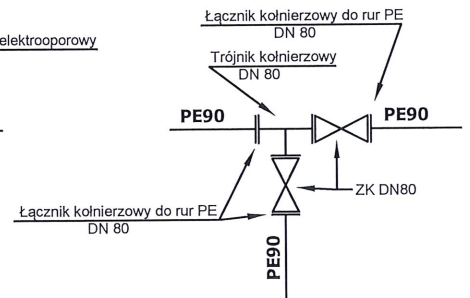 Łącznik kołnierzowy do rur PE
DN 80
elektrooporowy
Trójnik kołnierzowy
DN 80
PE90
PE90
ZK DN80
Łącznik kołnierzowy do rur PE
DN 80
PE90